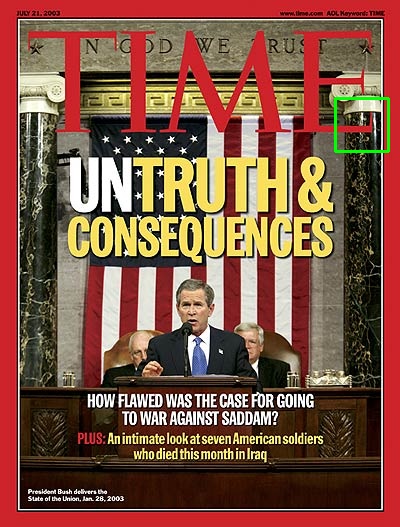 JULY 21, 2003
www.time.com AOL Keyword: TIME
IN GOD WE TRUST
TIME
UNTRUTH &
CONSEQUENCES
HOW FLAWED WAS THE CASE FOR GOING
TO WAR AGAINST SADDAM?
PLUS: An intimate look at seven American soldiers
who died this month in Iraq
President Bush delivers the
State of the Union, Jan. 28, 2003